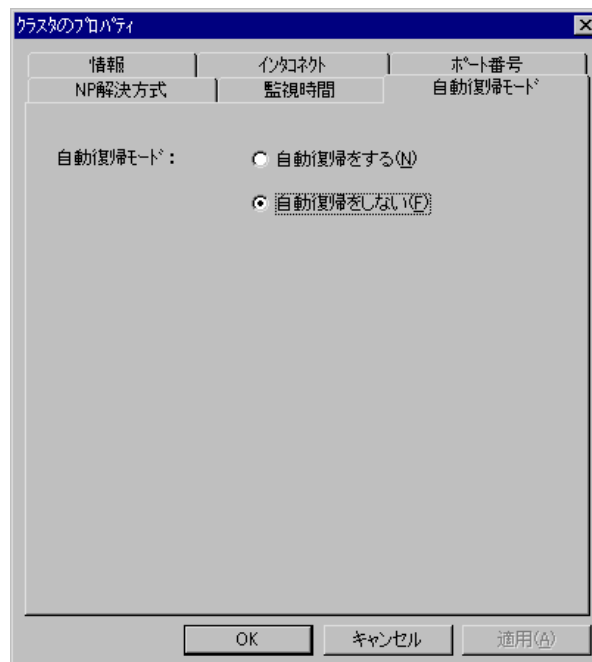 クラスタのプロパティ
情報 インタコネクト ポート番号
NP解決方式 監視時間 自動復帰モード
自動復帰モード： 自動復帰をする(N)
自動復帰をしない(F)
OK キャンセル 適用(A)